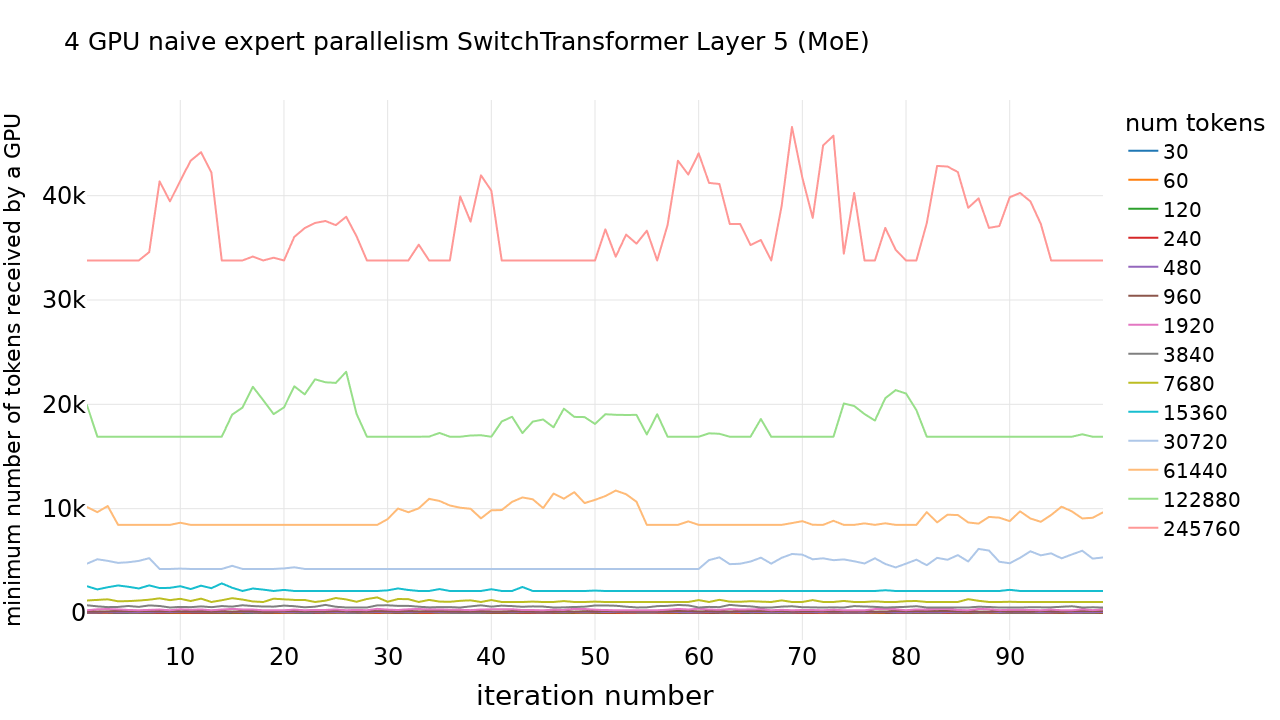 4 GPU naive expert parallelism SwitchTransformer Layer 5 (MoE)
minimum number of tokens received by a GPU
40k
30k
20k
10k
0
10 20 30 40 50 60 70 80 90
iteration number
num tokens
30
60
120
240
480
960
1920
3840
7680
15360
30720
61440
122880
245760